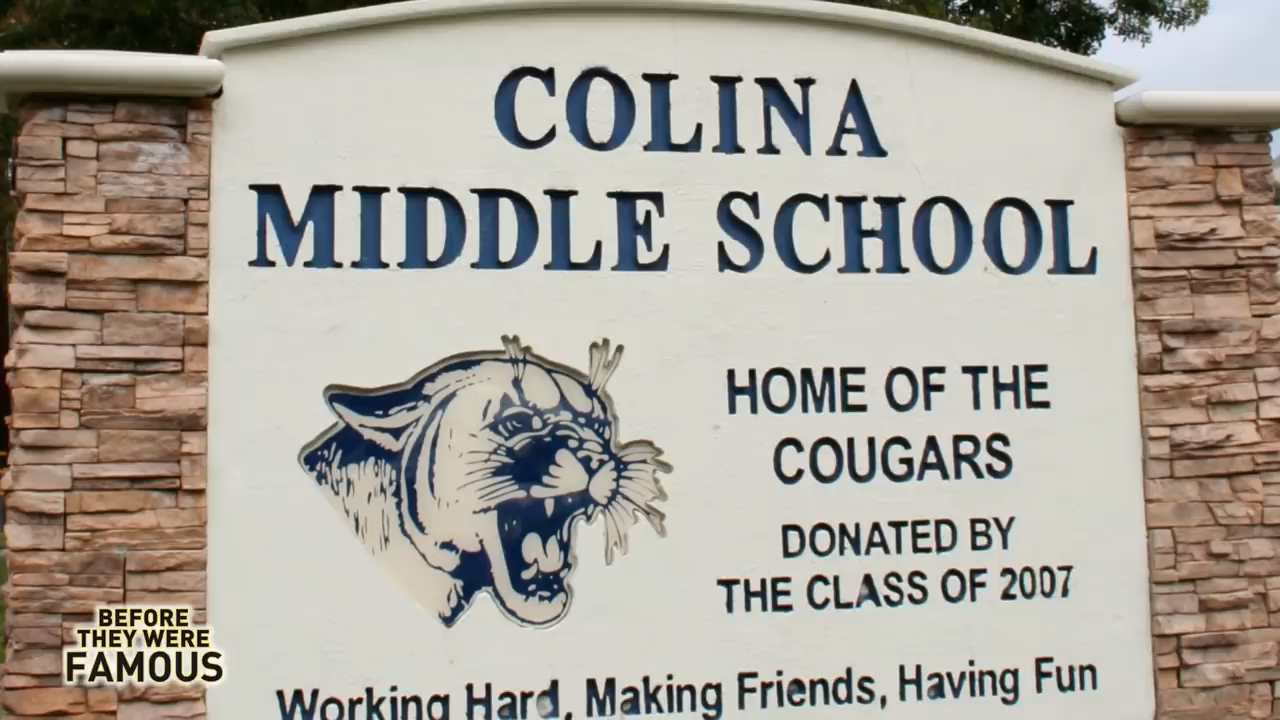 COLINA
MIDDLE SCHOOL
HOME OF THE
COUGARS
DONATED BY
THE CLASS OF 2007
Working Hard, Making Friends, Having Fun
BEFORE
THEY WERE
FAMOUS